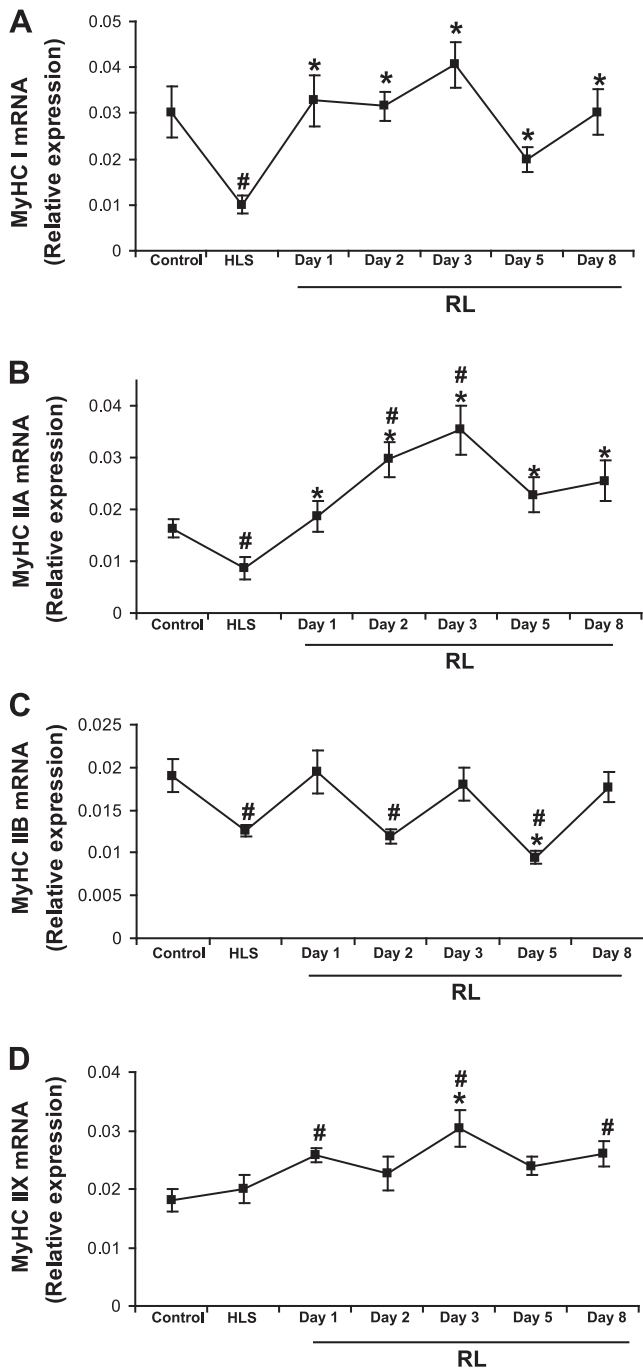 A
MyHC I mRNA
(Relative expression)
0.05
0.04
0.03
0.02
0.01
0
* * * * *
#
Control HLS Day 1 Day 2 Day 3 Day 5 Day 8
RL
B
MyHC IIA mRNA
(Relative expression)
0.04
0.03
0.02
0.01
0
# #
* * * * *
#
Control HLS Day 1 Day 2 Day 3 Day 5 Day 8
RL
C
MyHC IIB mRNA
(Relative expression)
0.025
0.02
0.015
0.01
0.005
0
# # #
*
Control HLS Day 1 Day 2 Day 3 Day 5 Day 8
RL
D
MyHC IIX mRNA
(Relative expression)
0.04
0.03
0.02
0.01
0
# # #
*
Control HLS Day 1 Day 2 Day 3 Day 5 Day 8
RL